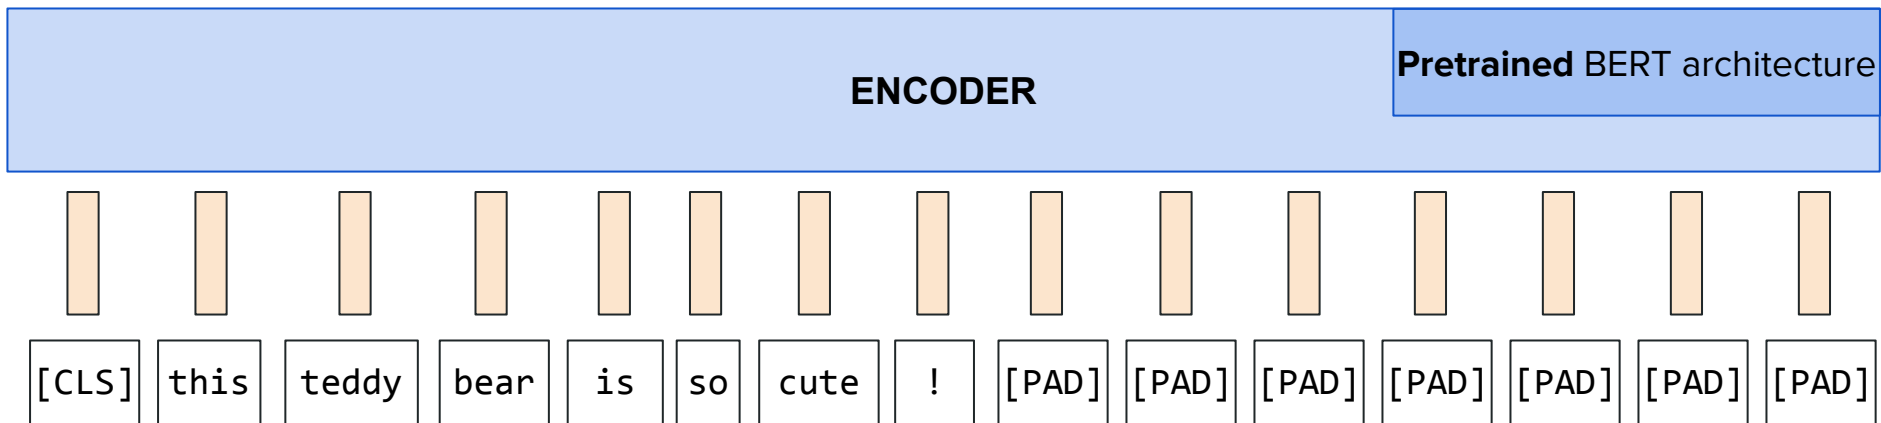 Pretrained BERT architecture
ENCODER
[CLS] this teddy bear is so cute ! [PAD] [PAD] [PAD] [PAD] [PAD] [PAD] [PAD]